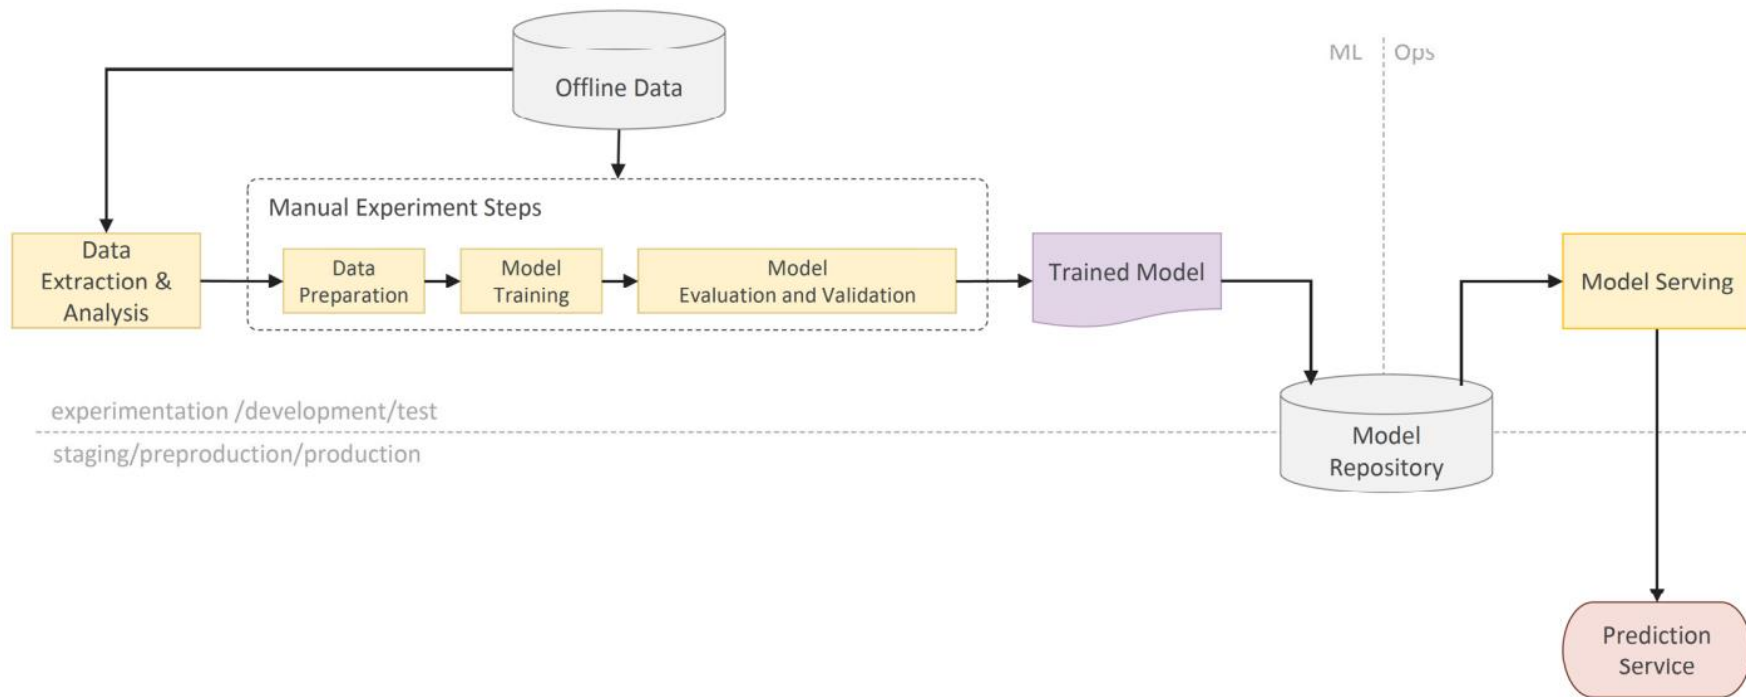 ML
Ops
Offline Data
Manual Experiment Steps
Data
Extraction &
Analysis
Data
Preparation
Model
Training
Model
Evaluation and Validation
Trained Model
Model Serving
experimentation /development/test
staging/preproduction/production
Model
Repository
Prediction
Service